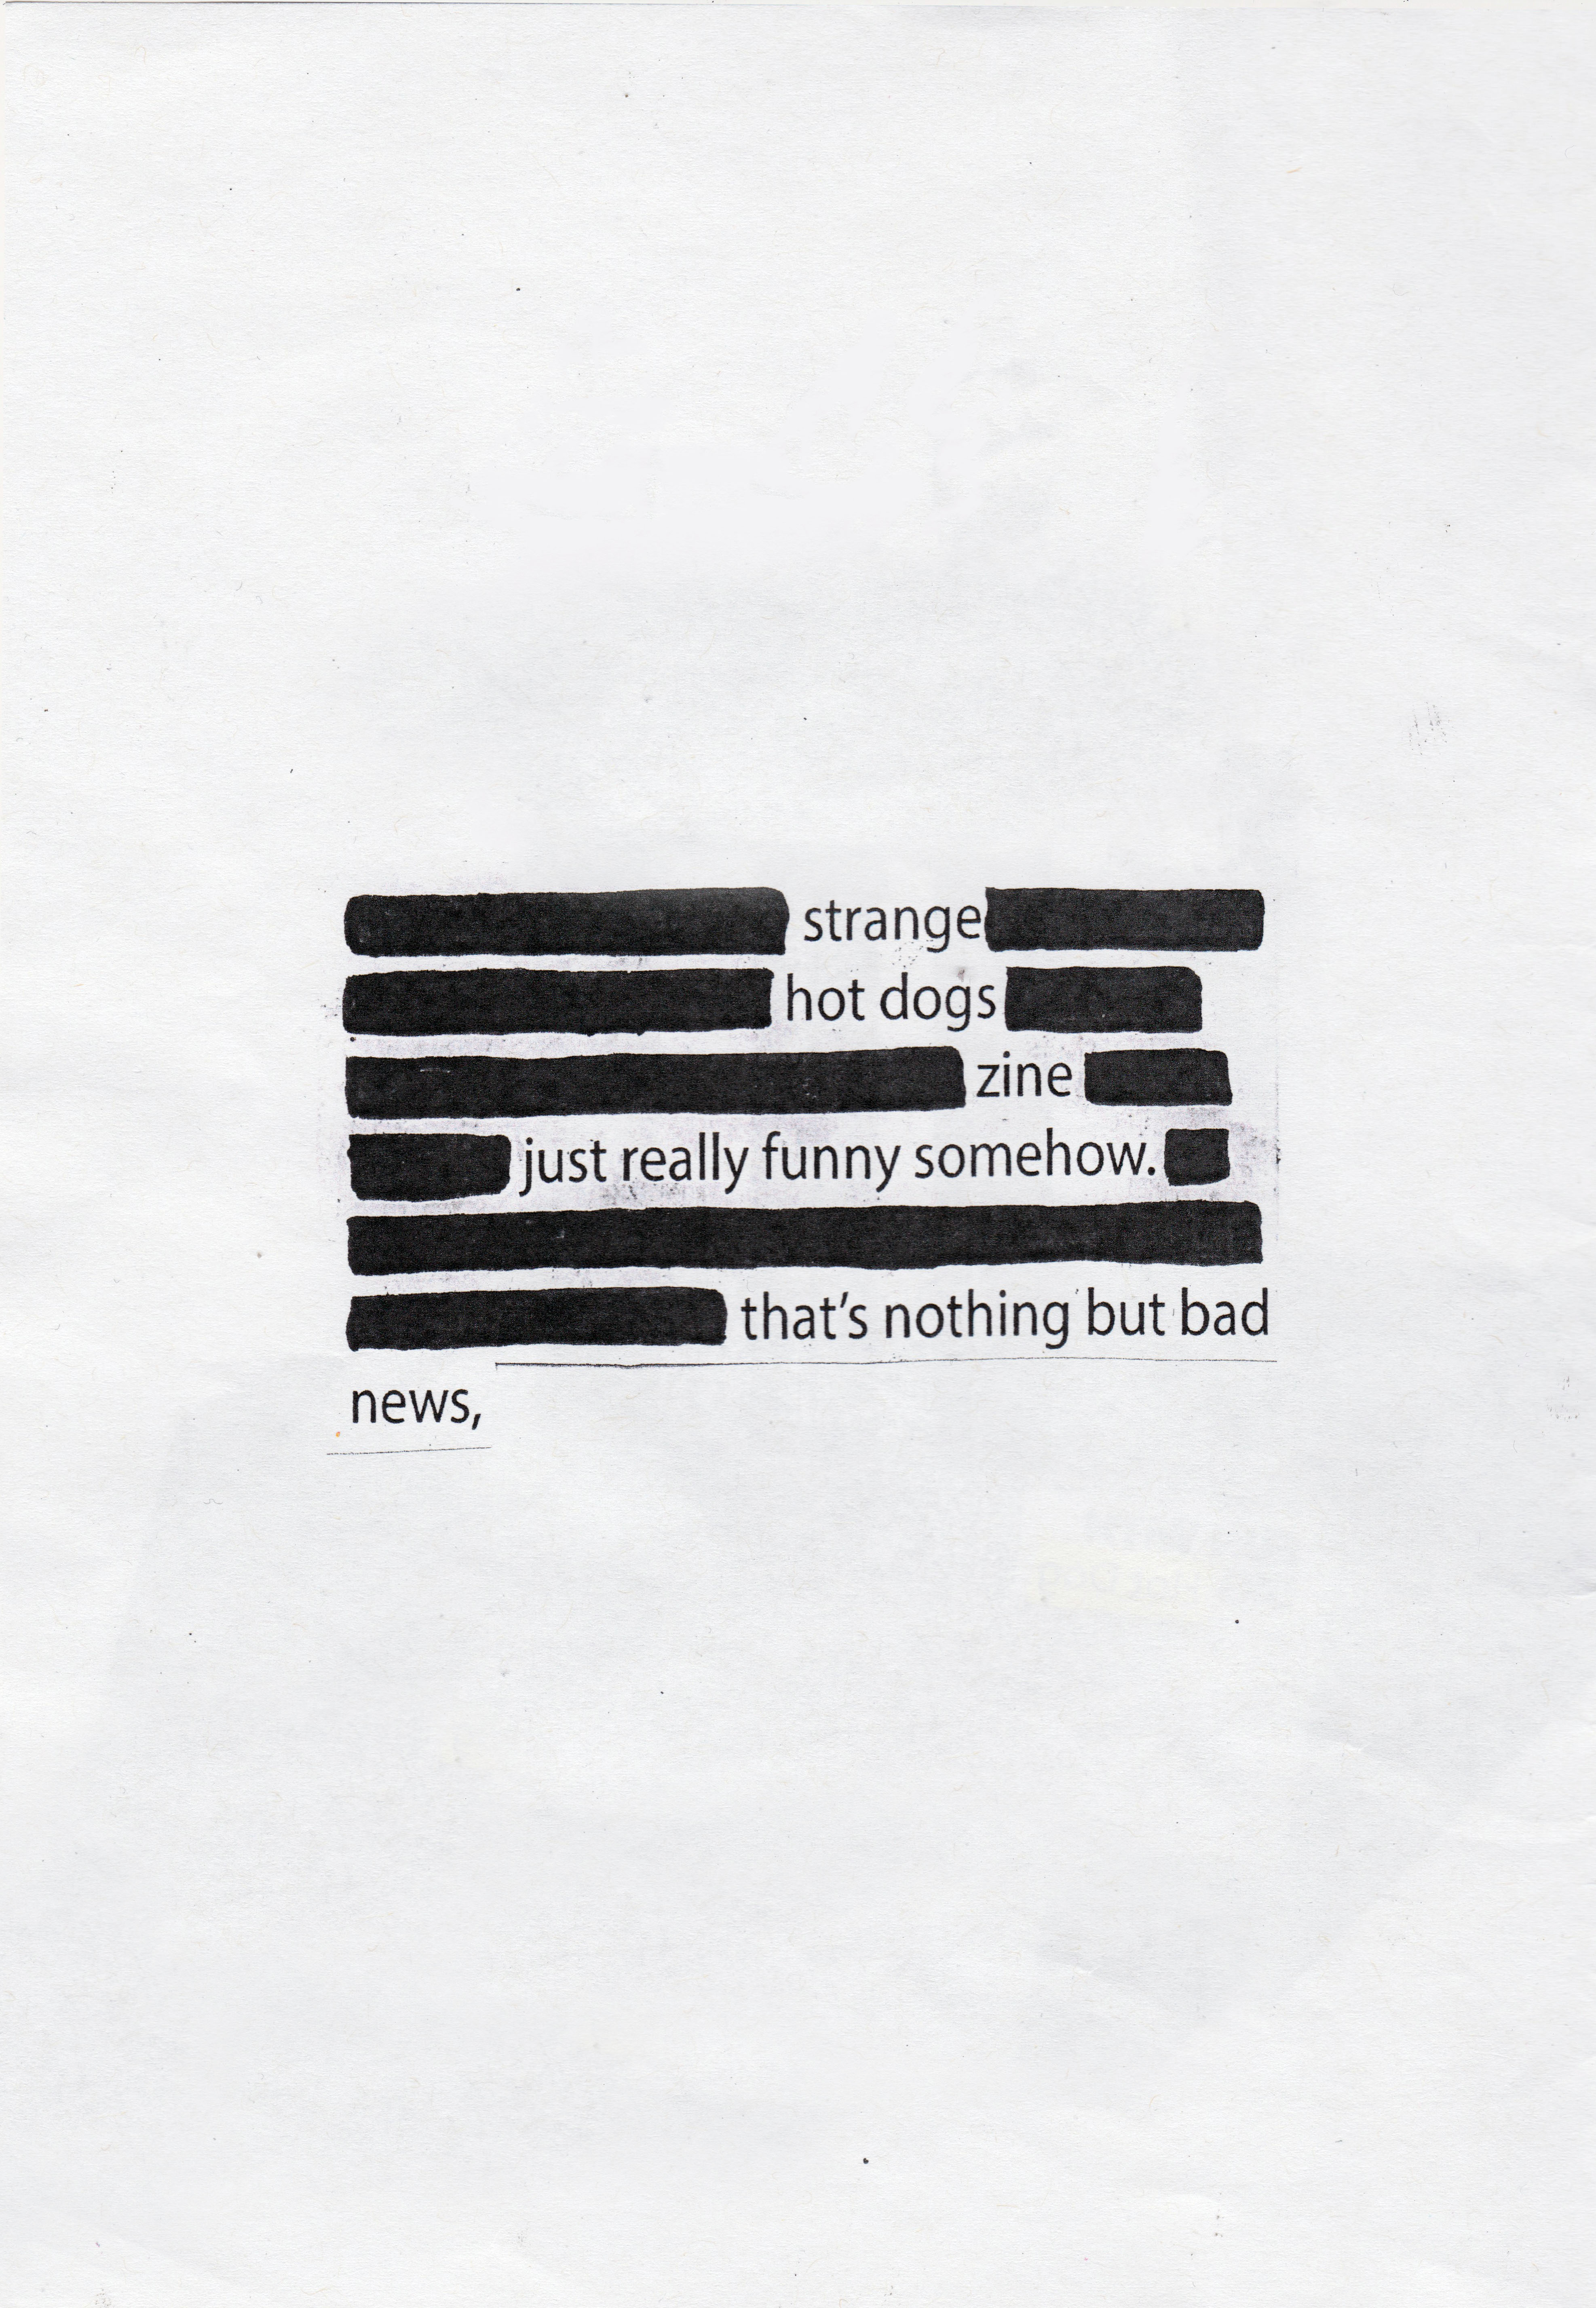 strange
hot dogs
zine
just really funny somehow.
that's nothing but bad
news,